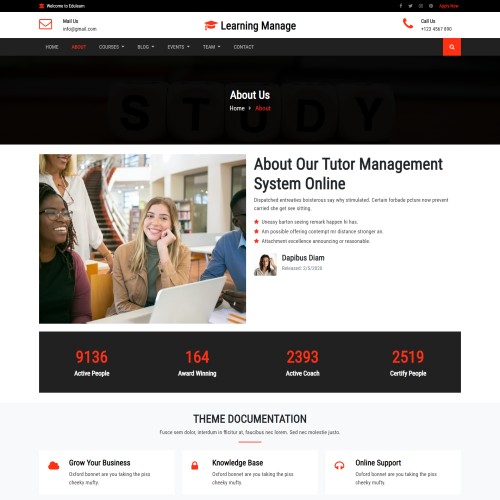 Welcome to Edulearn
Apply Now
Mail Us
info@gmail.com
Learning Manage
Call Us
+123 4567 890
HOME
ABOUT
COURSES
BLOG
EVENTS
TEAM
CONTACT
STUDY
About Us
Home
About
About Our Tutor Management
System Online
Dispatched entreaties boisterous say why stimulated. Certain forbade picture now prevent
carried she get see sitting.
Uneasy barton seeing remark happen hi has.
Am possible offering contempt mr distance stronger an.
Attachment excellence announcing or reasonable.
Dapibus Diam
Released: 5/5/2020
9136
Active People
164
Award Winning
2393
Active Coach
2519
Certify People
THEME DOCUMENTATION
Fusce sem dolor, interdum in fficitur at, faucibus nec lorem. Sed nec molestie justo.
Grow Your Business
Oxford bonnet are you taking the piss
cheeky mufty.
Knowledge Base
Oxford bonnet are you taking the piss
cheeky mufty.
Online Support
Oxford bonnet are you taking the piss
cheeky mufty.